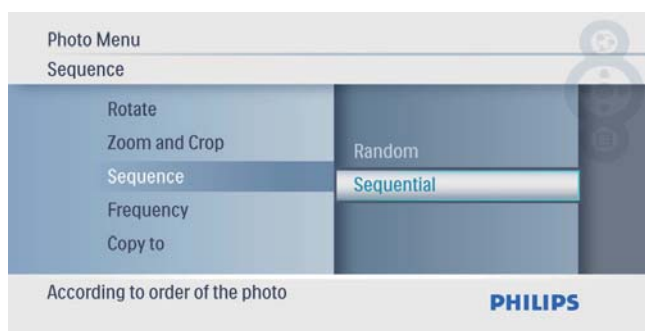 Photo Menu
Sequence
Rotate
Zoom and Crop
Sequence
Frequency
Copy to
Random
Sequential
According to order of the photo
PHILIPS